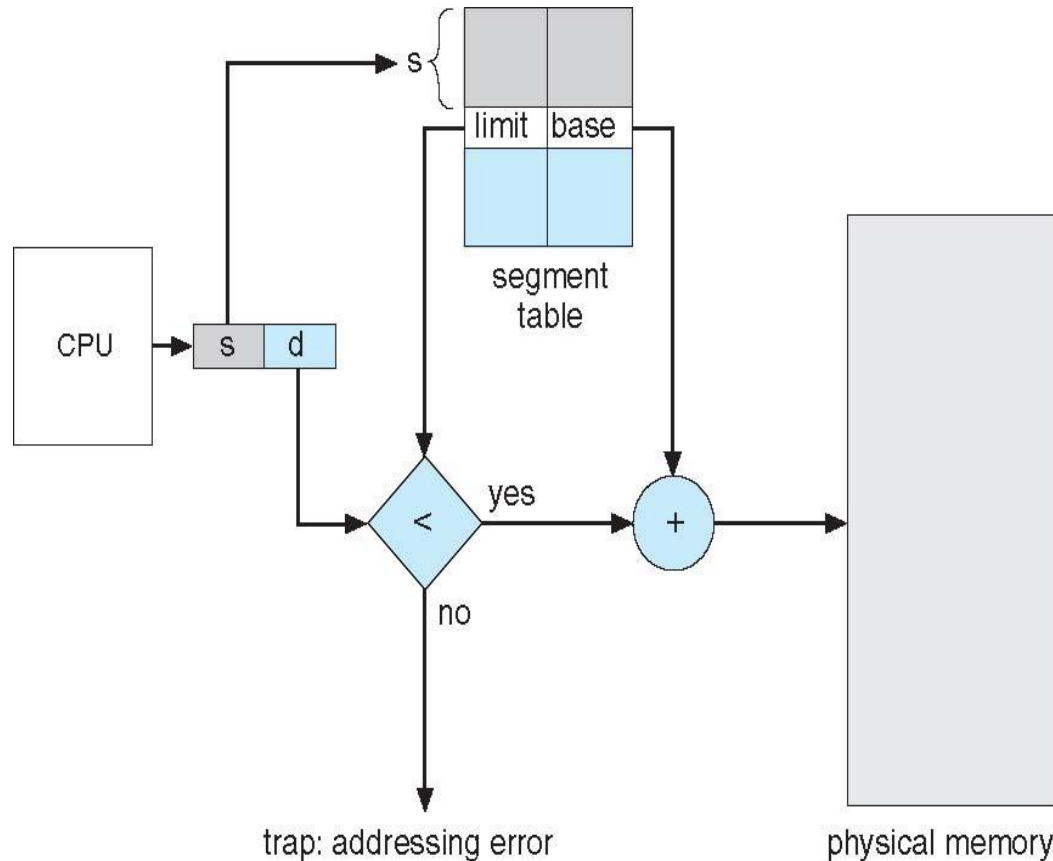 s
limit base
segment
table
CPU
s d
<
yes
+
no
trap: addressing error
physical memory